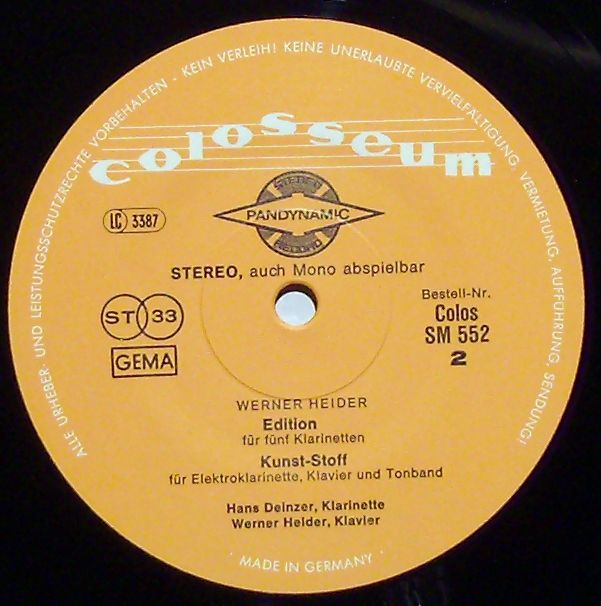 ALLE URHEBER- UND LEISTUNGSSCHUTZRECHTE VORBEHALTEN - KEIN VERLEIH! KEINE UNERLAUBTE VERVIELFÄLTIGUNG, VERMIETUNG, AUFFÜHRUNG, SENDUNG!
colosseum
LC 3387
STEREO
PANDYNAMIC
RECORD
STEREO, auch Mono abspielbar
ST 33
GEMA
Bestell-Nr.
Colos
SM 552
2
WERNER HEIDER
Edition
für fünf Klarinetten
Kunst-Stoff
für Elektroklarinette, Klavier und Tonband
Hans Deinzer, Klarinette
Werner Heider, Klavier
· MADE IN GERMANY ·